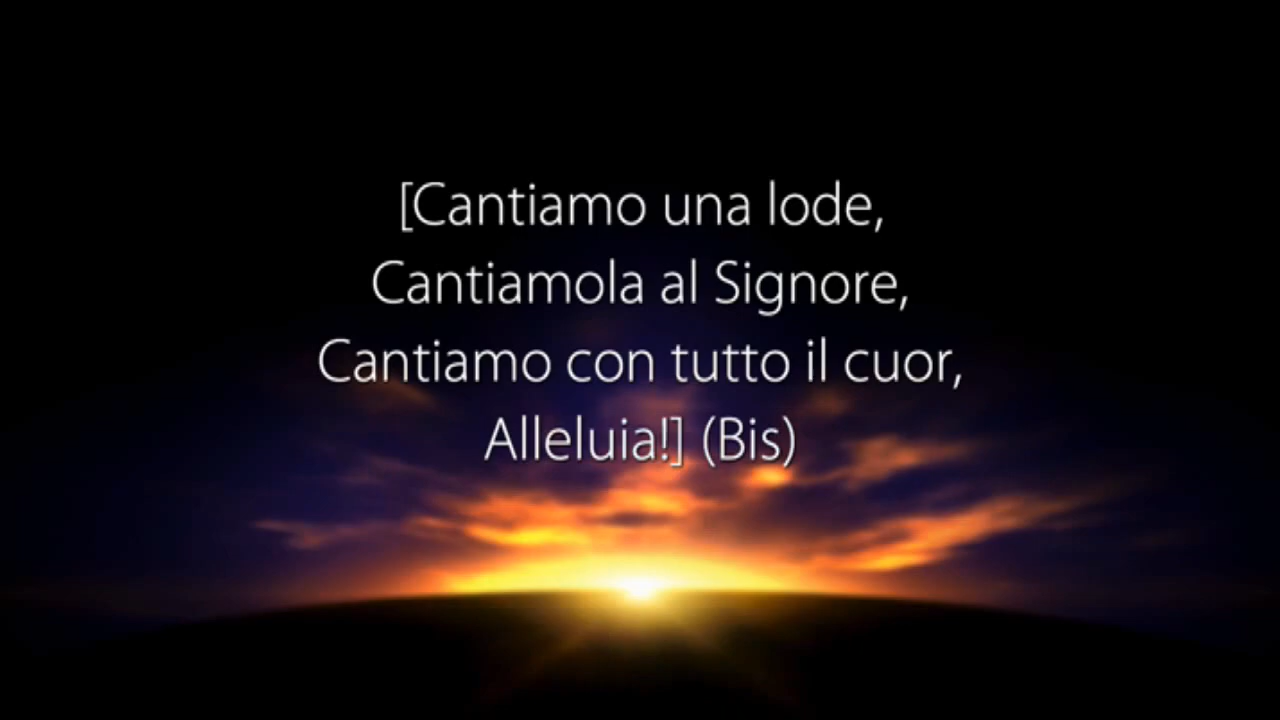 [Cantiamo una lode,
Cantiamola al Signore,
Cantiamo con tutto il cuor,
Alleluia!] (Bis)